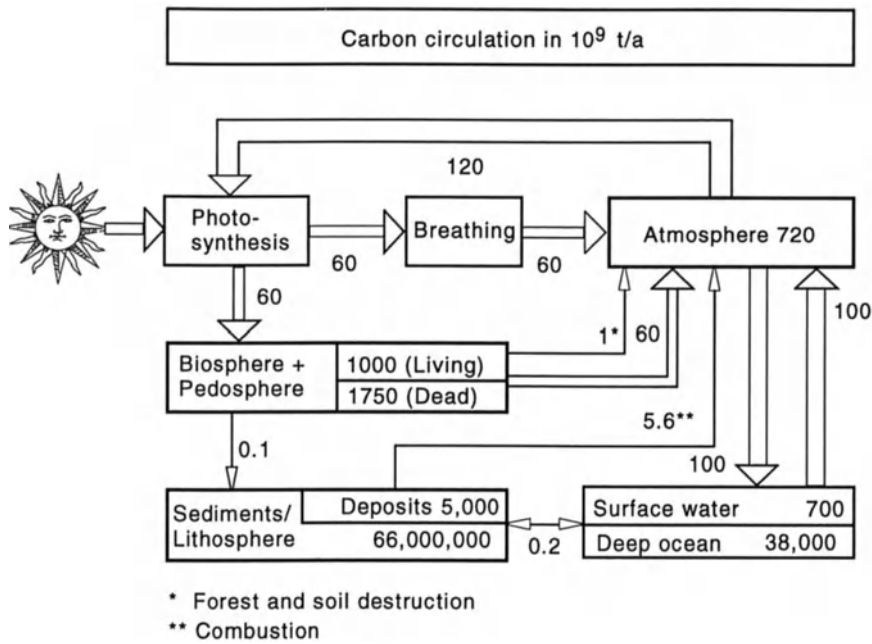 Carbon circulation in 10⁹ t/a
120
Photo-
synthesis
60
Breathing
60
Atmosphere 720
60
1*
60
100
Biosphere +
Pedosphere
1000 (Living)
1750 (Dead)
5.6**
0.1
100
Sediments/
Lithosphere
Deposits 5,000
66,000,000
0.2
Surface water 700
Deep ocean 38,000
* Forest and soil destruction
** Combustion